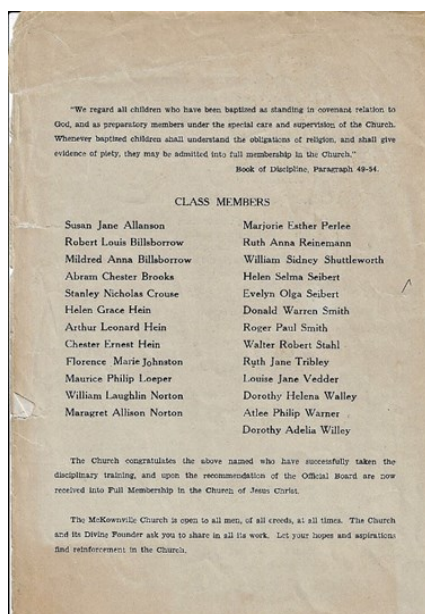 "We regard all children who have been baptized as standing in covenant relation to
God, and as preparatory members under the special care and supervision of the Church.
Whenever baptized children shall understand the obligations of religion, and shall give
evidence of piety, they may be admitted into full membership in the Church."
Book of Discipline, Paragraph 49-54.
CLASS MEMBERS
Susan Jane Allanson
Robert Louis Billsborrow
Mildred Anna Billsborrow
Abram Chester Brooks
Stanley Nicholas Crouse
Helen Grace Hein
Arthur Leonard Hein
Chester Ernest Hein
Florence Marie Johnston
Maurice Philip Loeper
William Laughlin Norton
Maragret Allison Norton
Marjorie Esther Perlee
Ruth Anna Reinemann
William Sidney Shuttleworth
Helen Selma Seibert
Evelyn Olga Seibert
Donald Warren Smith
Roger Paul Smith
Walter Robert Stahl
Ruth Jane Tribley
Louise Jane Vedder
Dorothy Helena Walley
Atlee Philip Warner
Dorothy Adelia Willey
The Church congratulates the above named who have successfully taken the
disciplinary training, and upon the recommendation of the Official Board are now
received into Full Membership in the Church of Jesus Christ.
The McKownville Church is open to all men, of all creeds, at all times. The Church
and its Divine Founder ask you to share in all its work. Let your hopes and aspirations
find reinforcement in the Church.